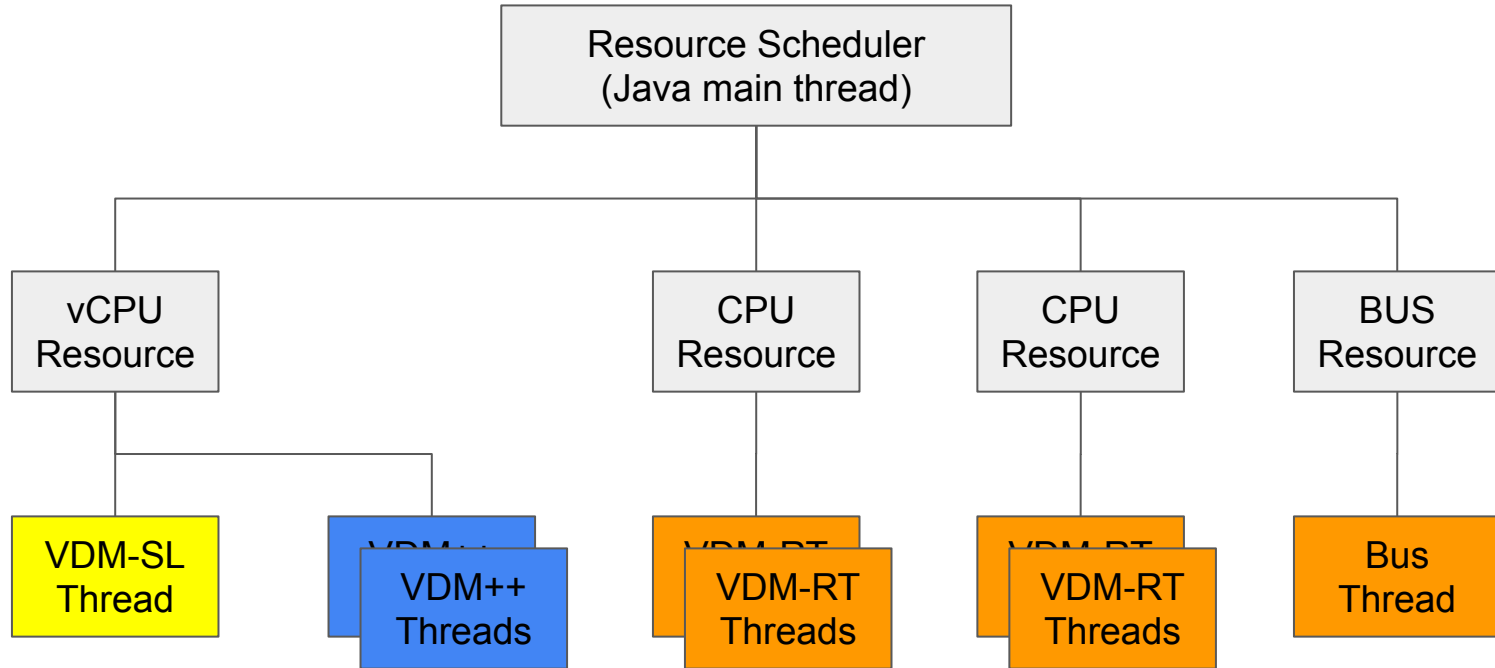 Resource Scheduler
(Java main thread)
vCPU
Resource
CPU
Resource
CPU
Resource
BUS
Resource
VDM-SL
Thread
VDM++
Threads
VDM-RT
Threads
VDM-RT
Threads
Bus
Thread